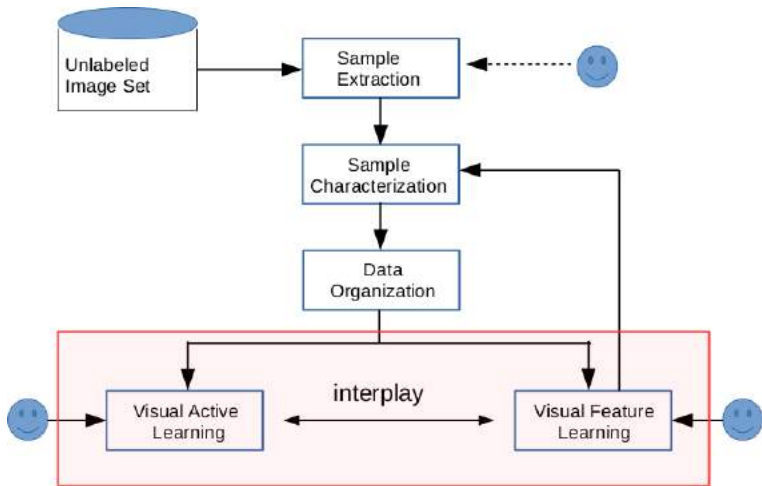 Unlabeled
Image Set
Sample
Extraction
Sample
Characterization
Data
Organization
interplay
Visual Active
Learning
Visual Feature
Learning